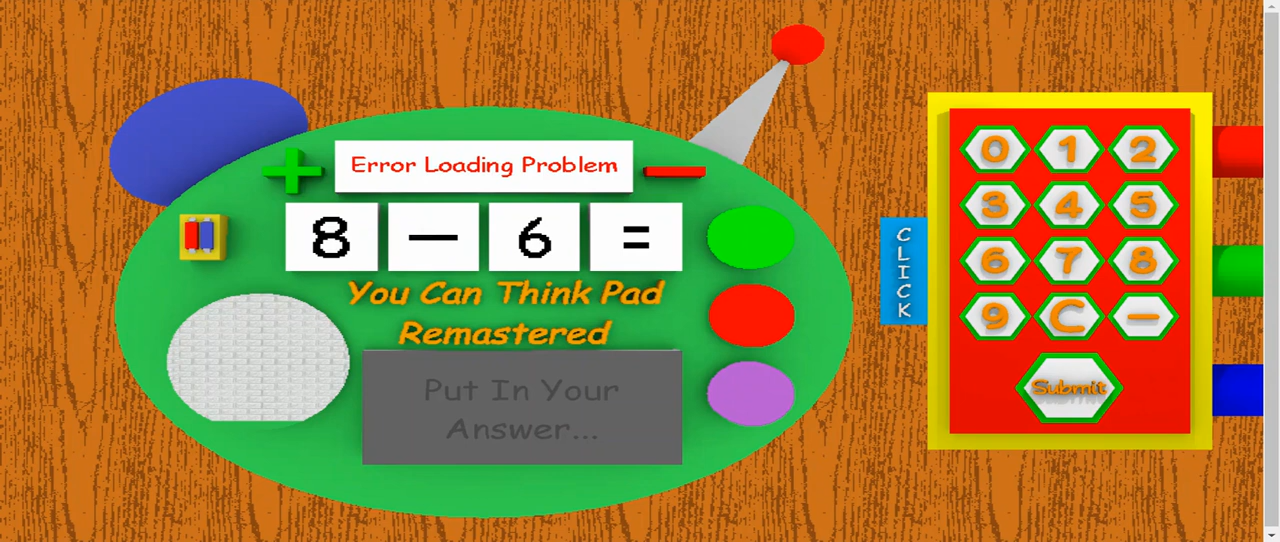 Error Loading Problem
8 − 6 =
You Can Think Pad
Remastered
Put In Your
Answer...
CLICK
0 1 2
3 4 5
6 7 8
9 C −
Submit